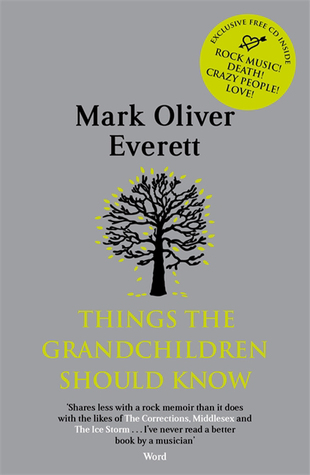 EXCLUSIVE FREE CD INSIDE
ROCK MUSIC!
DEATH!
CRAZY PEOPLE!
LOVE!
Mark Oliver
Everett
THINGS THE
GRANDCHILDREN
SHOULD KNOW
'Shares less with a rock memoir than it does
with the likes of The Corrections, Middlesex and
The Ice Storm . . . I've never read a better
book by a musician'
Word